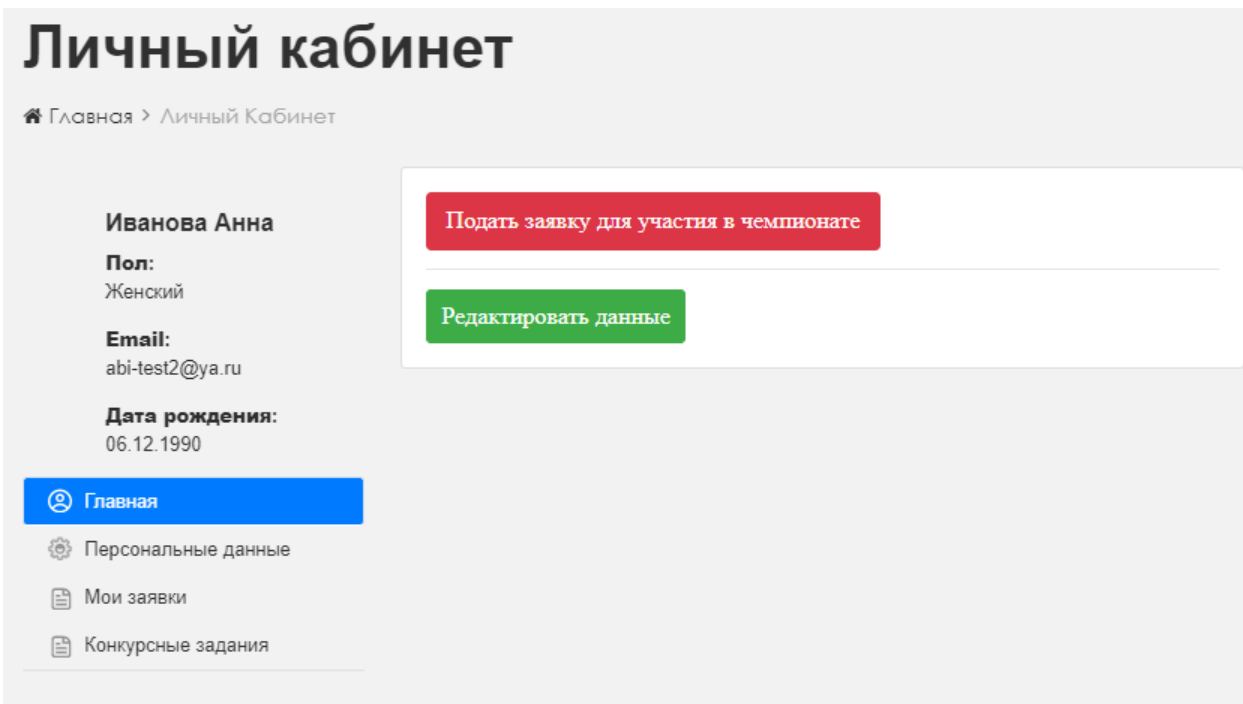 Личный кабинет
Главная > Личный Кабинет
Иванова Анна
Пол:
Женский
Email:
abi-test2@ya.ru
Дата рождения:
06.12.1990
Главная
Персональные данные
Мои заявки
Конкурсные задания
Подать заявку для участия в чемпионате
Редактировать данные